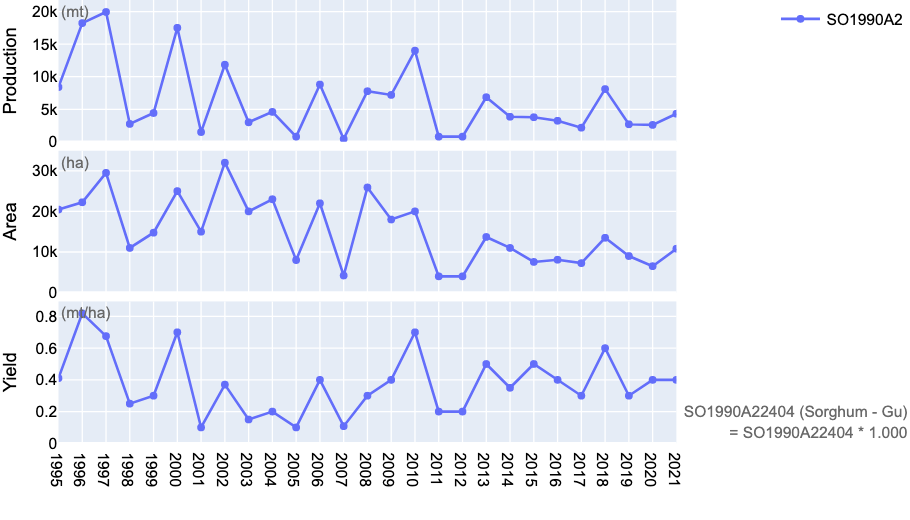 SO1990A2
Production
(mt)
20k
15k
10k
5k
0
Area
(ha)
30k
20k
10k
0
Yield
(mt/ha)
0.8
0.6
0.4
0.2
0
1995 1996 1997 1998 1999 2000 2001 2002 2003 2004 2005 2006 2007 2008 2009 2010 2011 2012 2013 2014 2015 2016 2017 2018 2019 2020 2021
SO1990A22404 (Sorghum - Gu)
= SO1990A22404 * 1.000